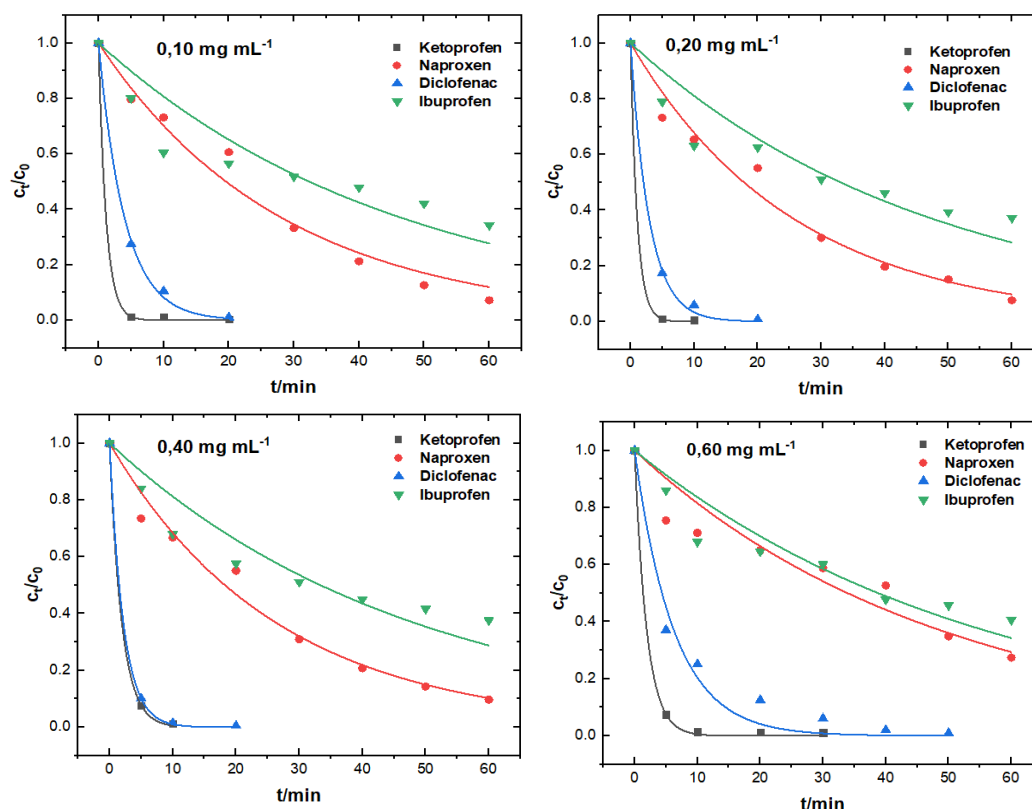 0,10 mg mL⁻¹
Ketoprofen
Naproxen
Diclofenac
Ibuprofen
1.0
0.8
0.6
0.4
0.2
0.0
cₜ/c₀
0 10 20 30 40 50 60
t/min
0,20 mg mL⁻¹
Ketoprofen
Naproxen
Diclofenac
Ibuprofen
1.0
0.8
0.6
0.4
0.2
0.0
cₜ/c₀
0 10 20 30 40 50 60
t/min
0,40 mg mL⁻¹
Ketoprofen
Naproxen
Diclofenac
Ibuprofen
1.0
0.8
0.6
0.4
0.2
0.0
cₜ/c₀
0 10 20 30 40 50 60
t/min
0,60 mg mL⁻¹
Ketoprofen
Naproxen
Diclofenac
Ibuprofen
1.0
0.8
0.6
0.4
0.2
0.0
cₜ/c₀
0 10 20 30 40 50 60
t/min